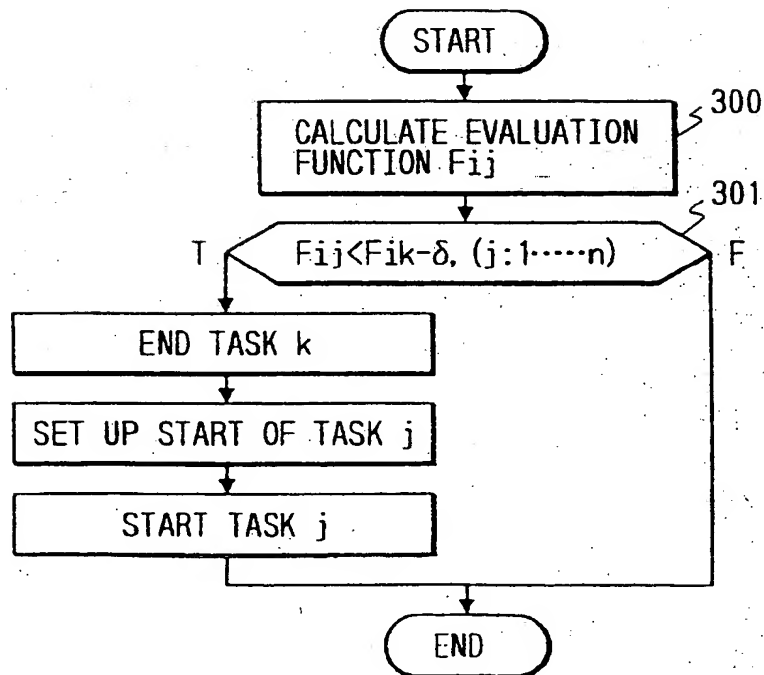 START
300
CALCULATE EVALUATION
FUNCTION Fij
301
T
Fij<Fik-δ, (j:1·····n)
F
END TASK k
SET UP START OF TASK j
START TASK j
END